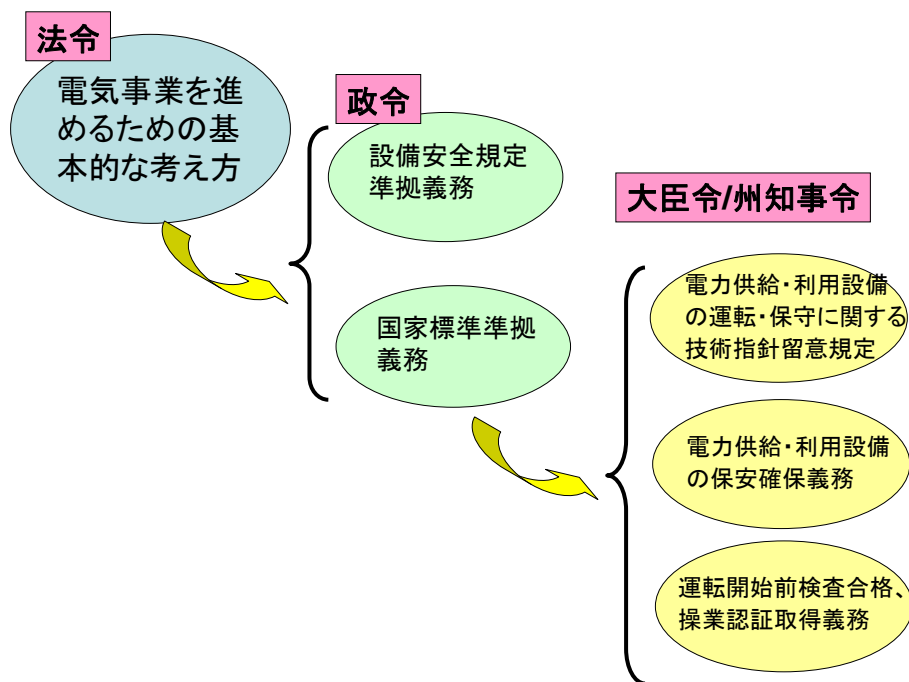 法令
電気事業を進
めるための基
本的な考え方
政令
設備安全規定
準拠義務
国家標準準拠
義務
大臣令/州知事令
電力供給・利用設備
の運転・保守に関する
技術指針留意規定
電力供給・利用設備
の保安確保義務
運転開始前検査合格、
操業認証取得義務